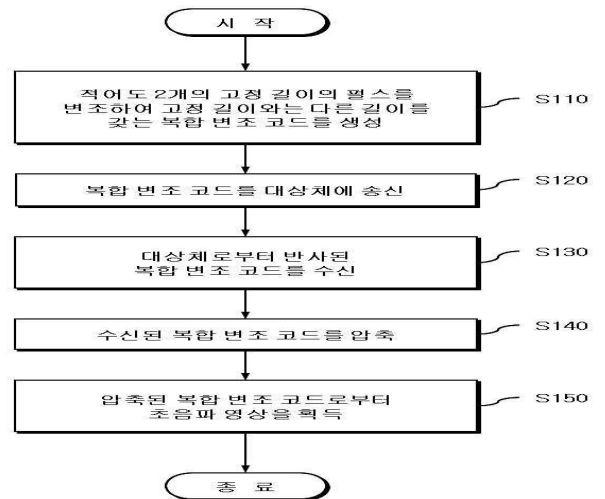 시 작
적어도 2개의 고정 길이의 펄스를
변조하여 고정 길이와는 다른 길이를
갖는 복합 변조 코드를 생성
S110
복합 변조 코드를 대상체에 송신
S120
대상체로부터 반사된
복합 변조 코드를 수신
S130
수신된 복합 변조 코드를 압축
S140
압축된 복합 변조 코드로부터
초음파 영상을 획득
S150
종 료